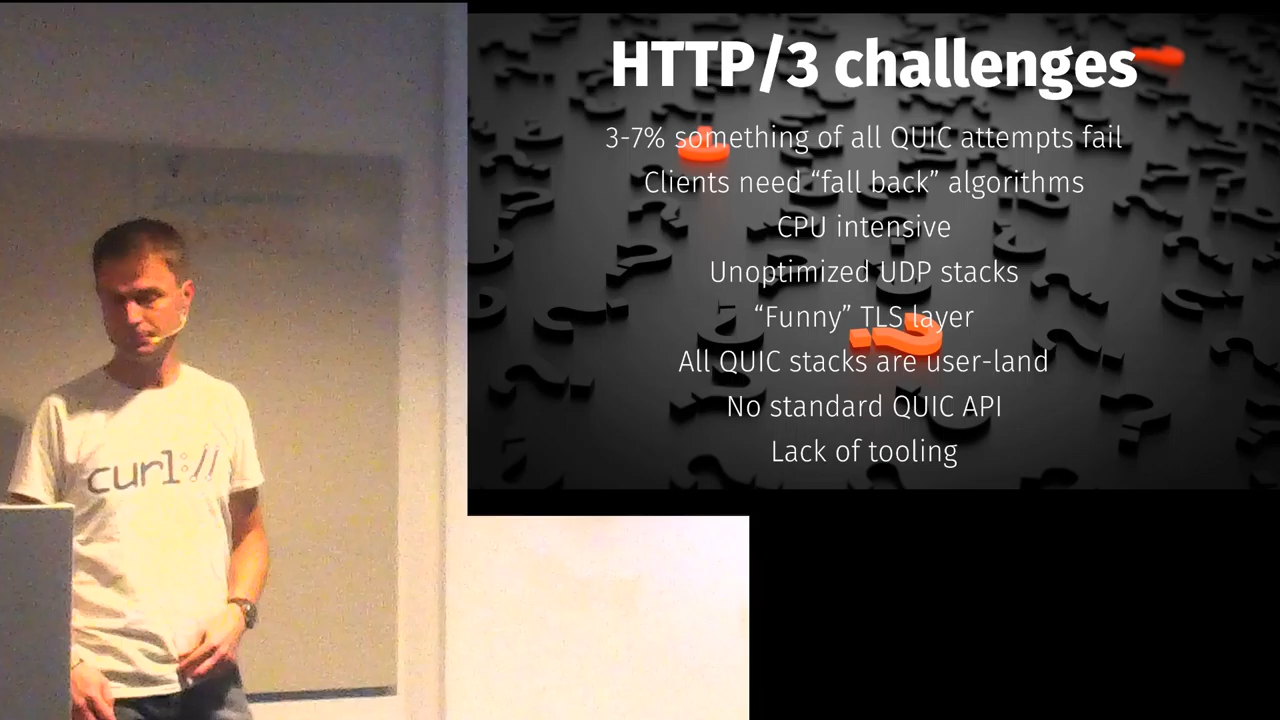 HTTP/3 challenges
3-7% something of all QUIC attempts fail
Clients need “fall back” algorithms
CPU intensive
Unoptimized UDP stacks
“Funny” TLS layer
All QUIC stacks are user-land
No standard QUIC API
Lack of tooling
curl://